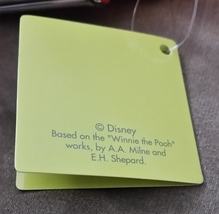 © Disney
Based on the "Winnie the Pooh"
works, by A.A. Milne and
E.H. Shepard.